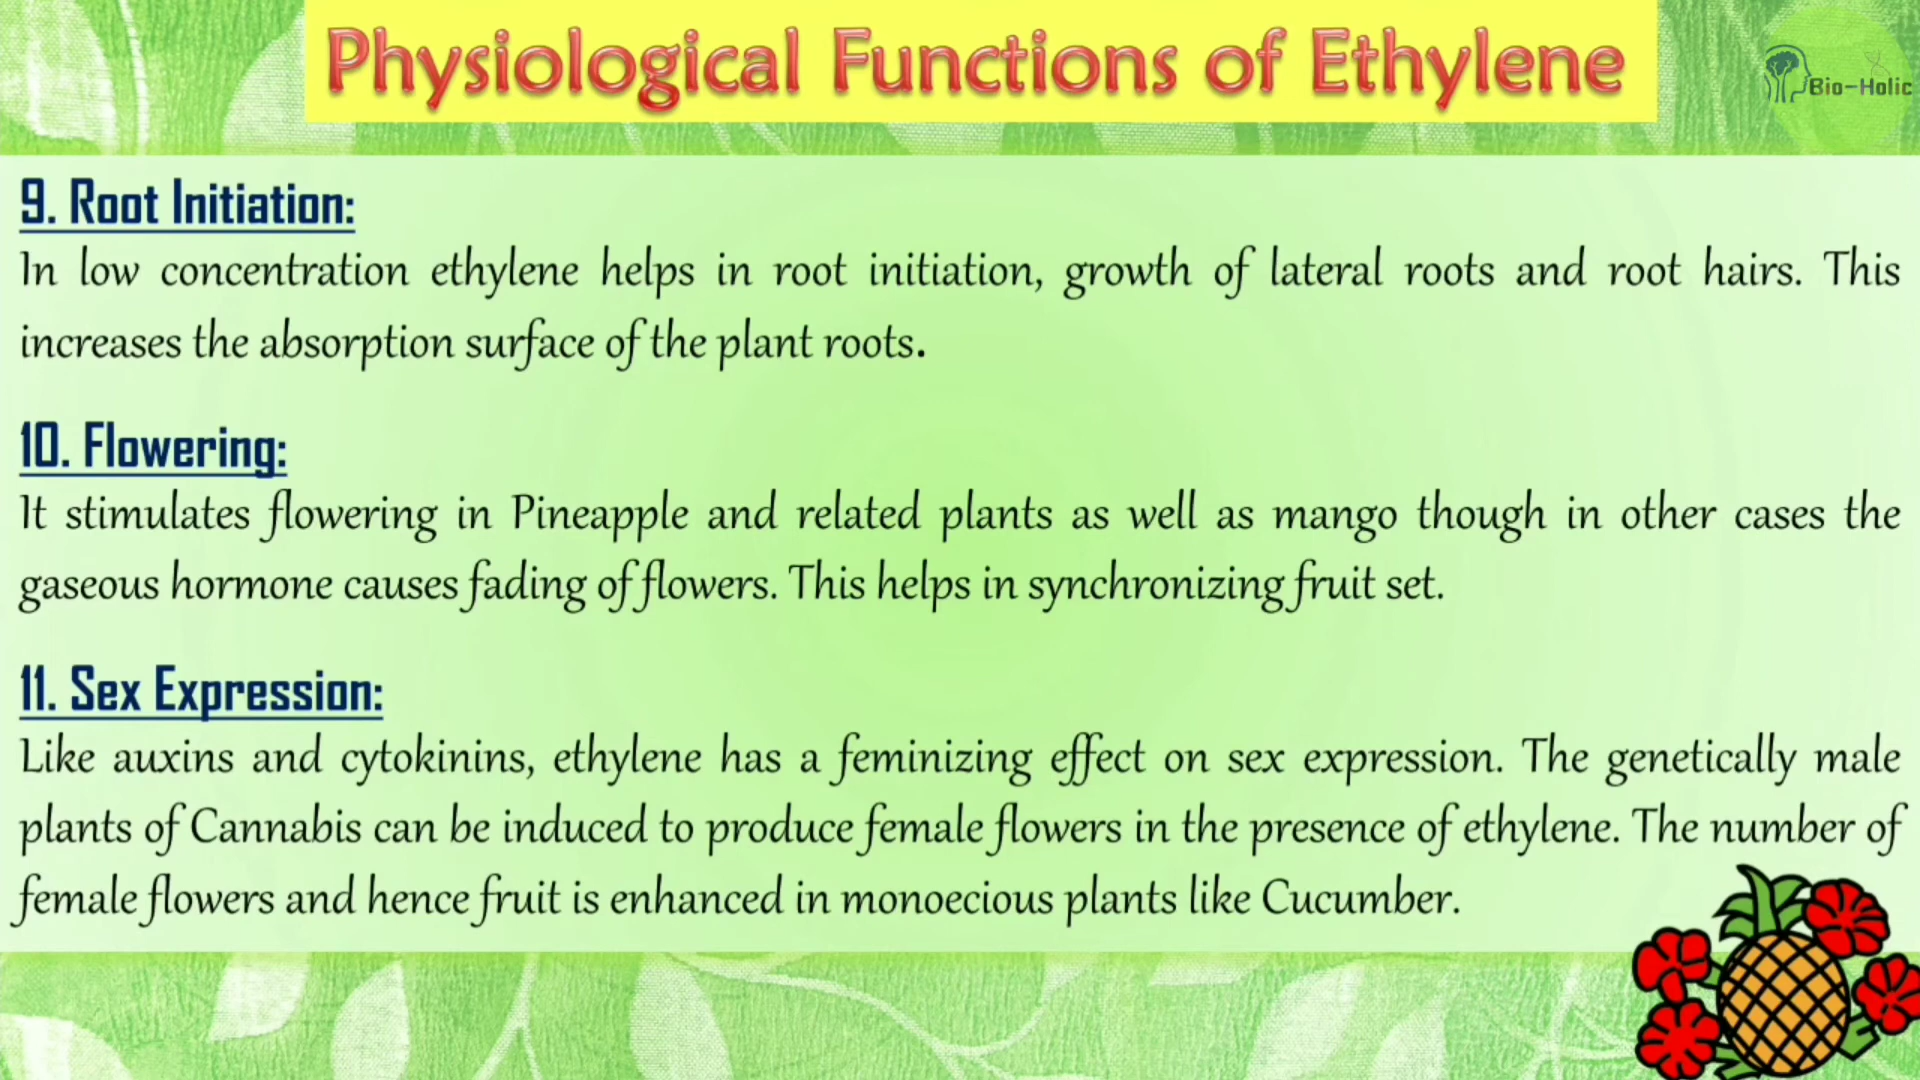 Physiological Functions of Ethylene
Bio-Holic
9. Root Initiation:
In low concentration ethylene helps in root initiation, growth of lateral roots and root hairs. This
increases the absorption surface of the plant roots.
10. Flowering:
It stimulates flowering in Pineapple and related plants as well as mango though in other cases the
gaseous hormone causes fading of flowers. This helps in synchronizing fruit set.
11. Sex Expression:
Like auxins and cytokinins, ethylene has a feminizing effect on sex expression. The genetically male
plants of Cannabis can be induced to produce female flowers in the presence of ethylene. The number of
female flowers and hence fruit is enhanced in monoecious plants like Cucumber.